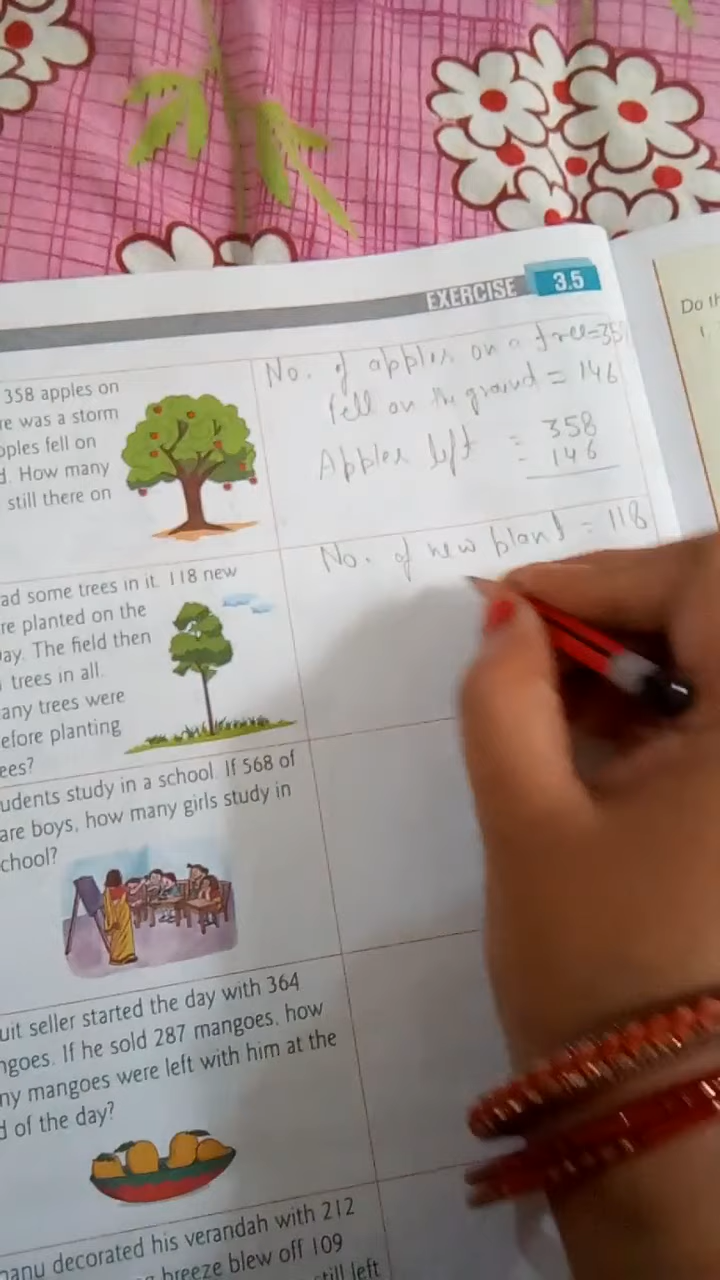 EXERCISE 3.5
358 apples on
re was a storm
pples fell on
d. How many
still there on
No. of apples on a tree=35
fell on the ground = 146
Apples left = 358
- 146
ad some trees in it. 118 new
re planted on the
ay. The field then
trees in all.
any trees were
efore planting
ees?
No. of new plant = 118
udents study in a school. If 568 of
are boys, how many girls study in
chool?
uit seller started the day with 364
ngoes. If he sold 287 mangoes, how
ny mangoes were left with him at the
d of the day?
hanu decorated his verandah with 212
breeze blew off 109
still left
Do th
1.